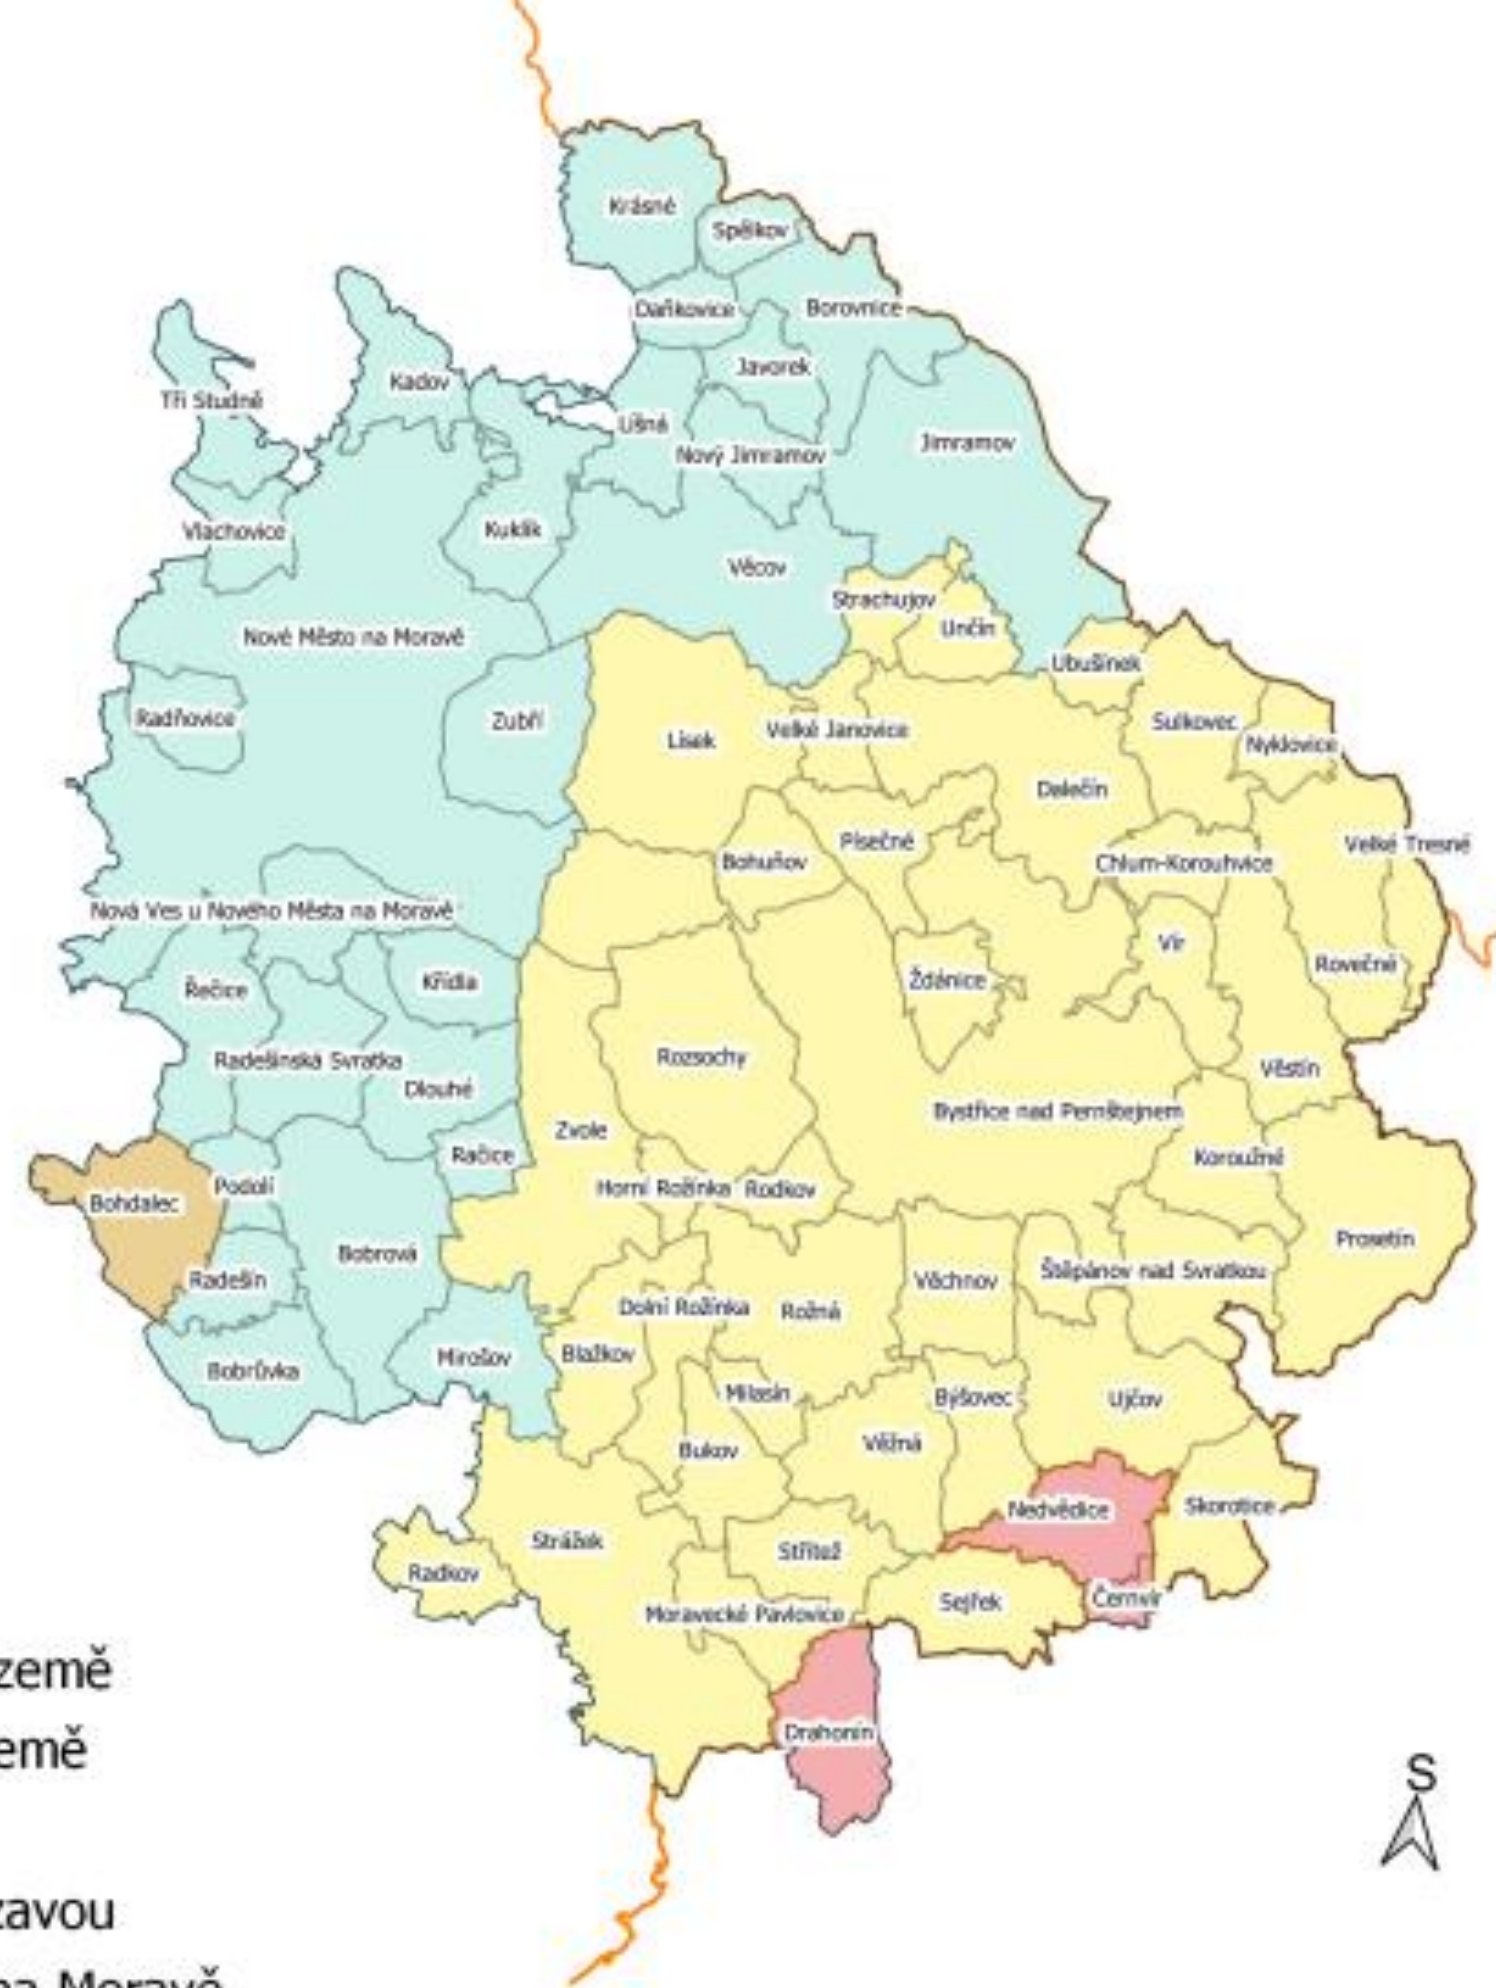 Krásné
Spělkov
Daňkovice
Borovnice
Javorek
Kadov
Tři Studně
Líšná
Jimramov
Nový Jimramov
Vlachovice
Kuklík
Věcov
Strachujov
Unčín
Nové Město na Moravě
Ubušínek
Radňovice
Zubří
Sulkovec
Velké Janovice
Lísek
Nyklovice
Dalečín
Písečné
Velké Tresné
Bohuňov
Chlum-Korouhvice
Nová Ves u Nového Města na Moravě
Vír
Rovečné
Křídla
Ždánice
Řečice
Rozsochy
Radešínská Svratka
Věstín
Dlouhé
Bystřice nad Pernštejnem
Zvole
Račice
Koroužné
Podolí
Horní Rožínka
Rodkov
Bohdalec
Prosetín
Bobrová
Štěpánov nad Svratkou
Radešín
Věchnov
Dolní Rožínka
Rožná
Blažkov
Mirošov
Bobrůvka
Milasín
Býšovec
Ujčov
Věžná
Bukov
Skorotice
Nedvědice
Strážek
Střítež
Radkov
Černvír
Sejřek
Moravecké Pavlovice
země
Drahonín
emě
S
zavou
na Moravě